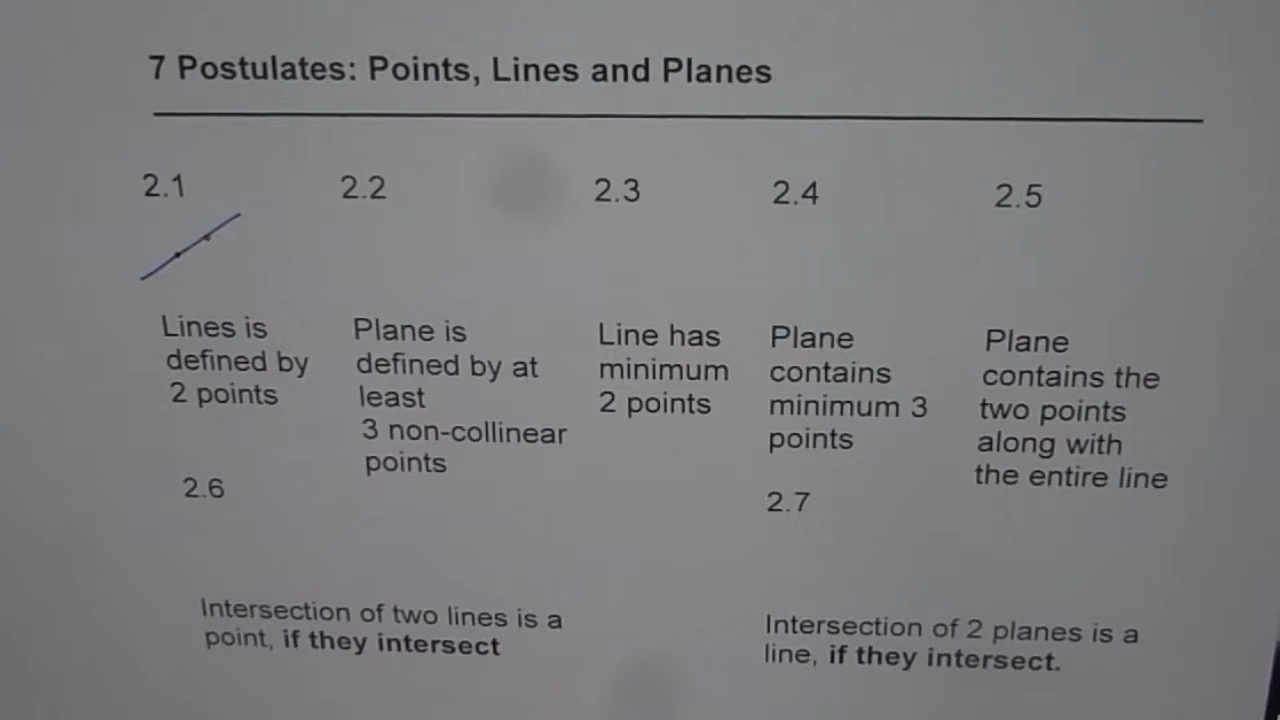 7 Postulates: Points, Lines and Planes
2.1
2.2
2.3
2.4
2.5
Lines is
defined by
2 points
Plane is
defined by at
least
3 non-collinear
points
Line has
minimum
2 points
Plane
contains
minimum 3
points
Plane
contains the
two points
along with
the entire line
2.6
2.7
Intersection of two lines is a
point, if they intersect
Intersection of 2 planes is a
line, if they intersect.